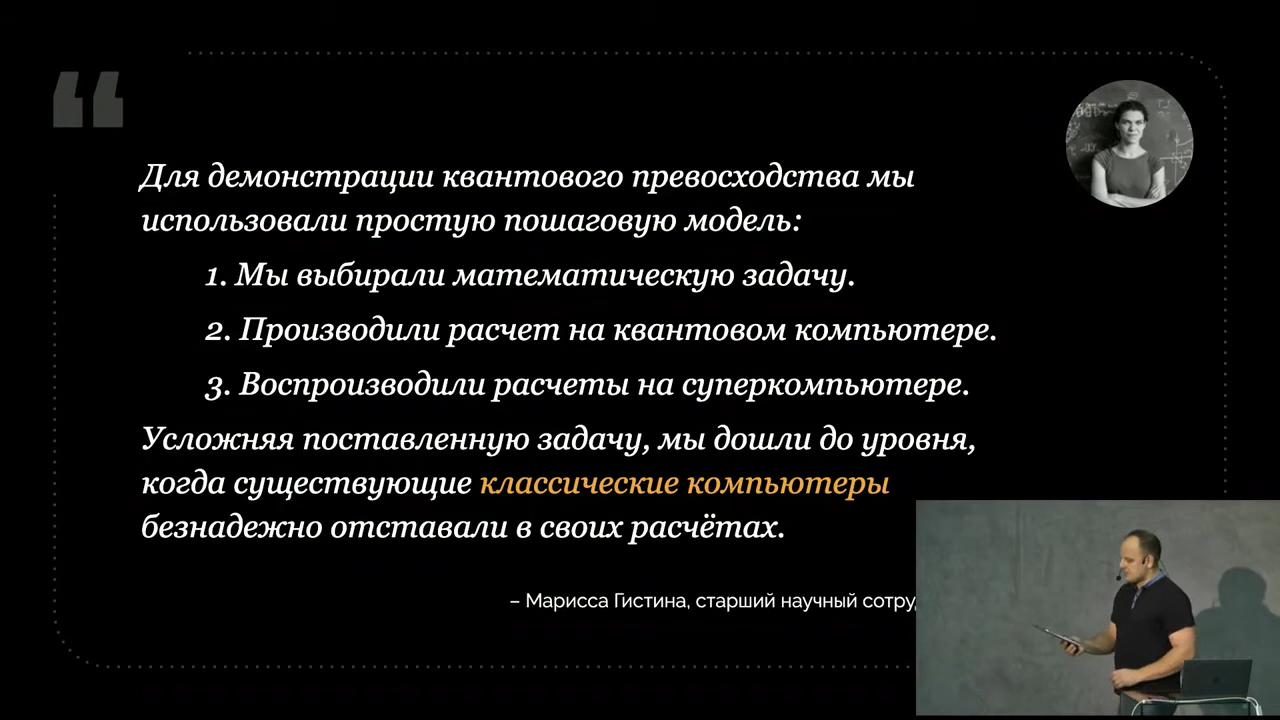 “
Для демонстрации квантового превосходства мы
использовали простую пошаговую модель:
1. Мы выбирали математическую задачу.
2. Производили расчет на квантовом компьютере.
3. Воспроизводили расчеты на суперкомпьютере.
Усложняя поставленную задачу, мы дошли до уровня,
когда существующие классические компьютеры
безнадежно отставали в своих расчётах.
– Марисса Гистина, старший научный